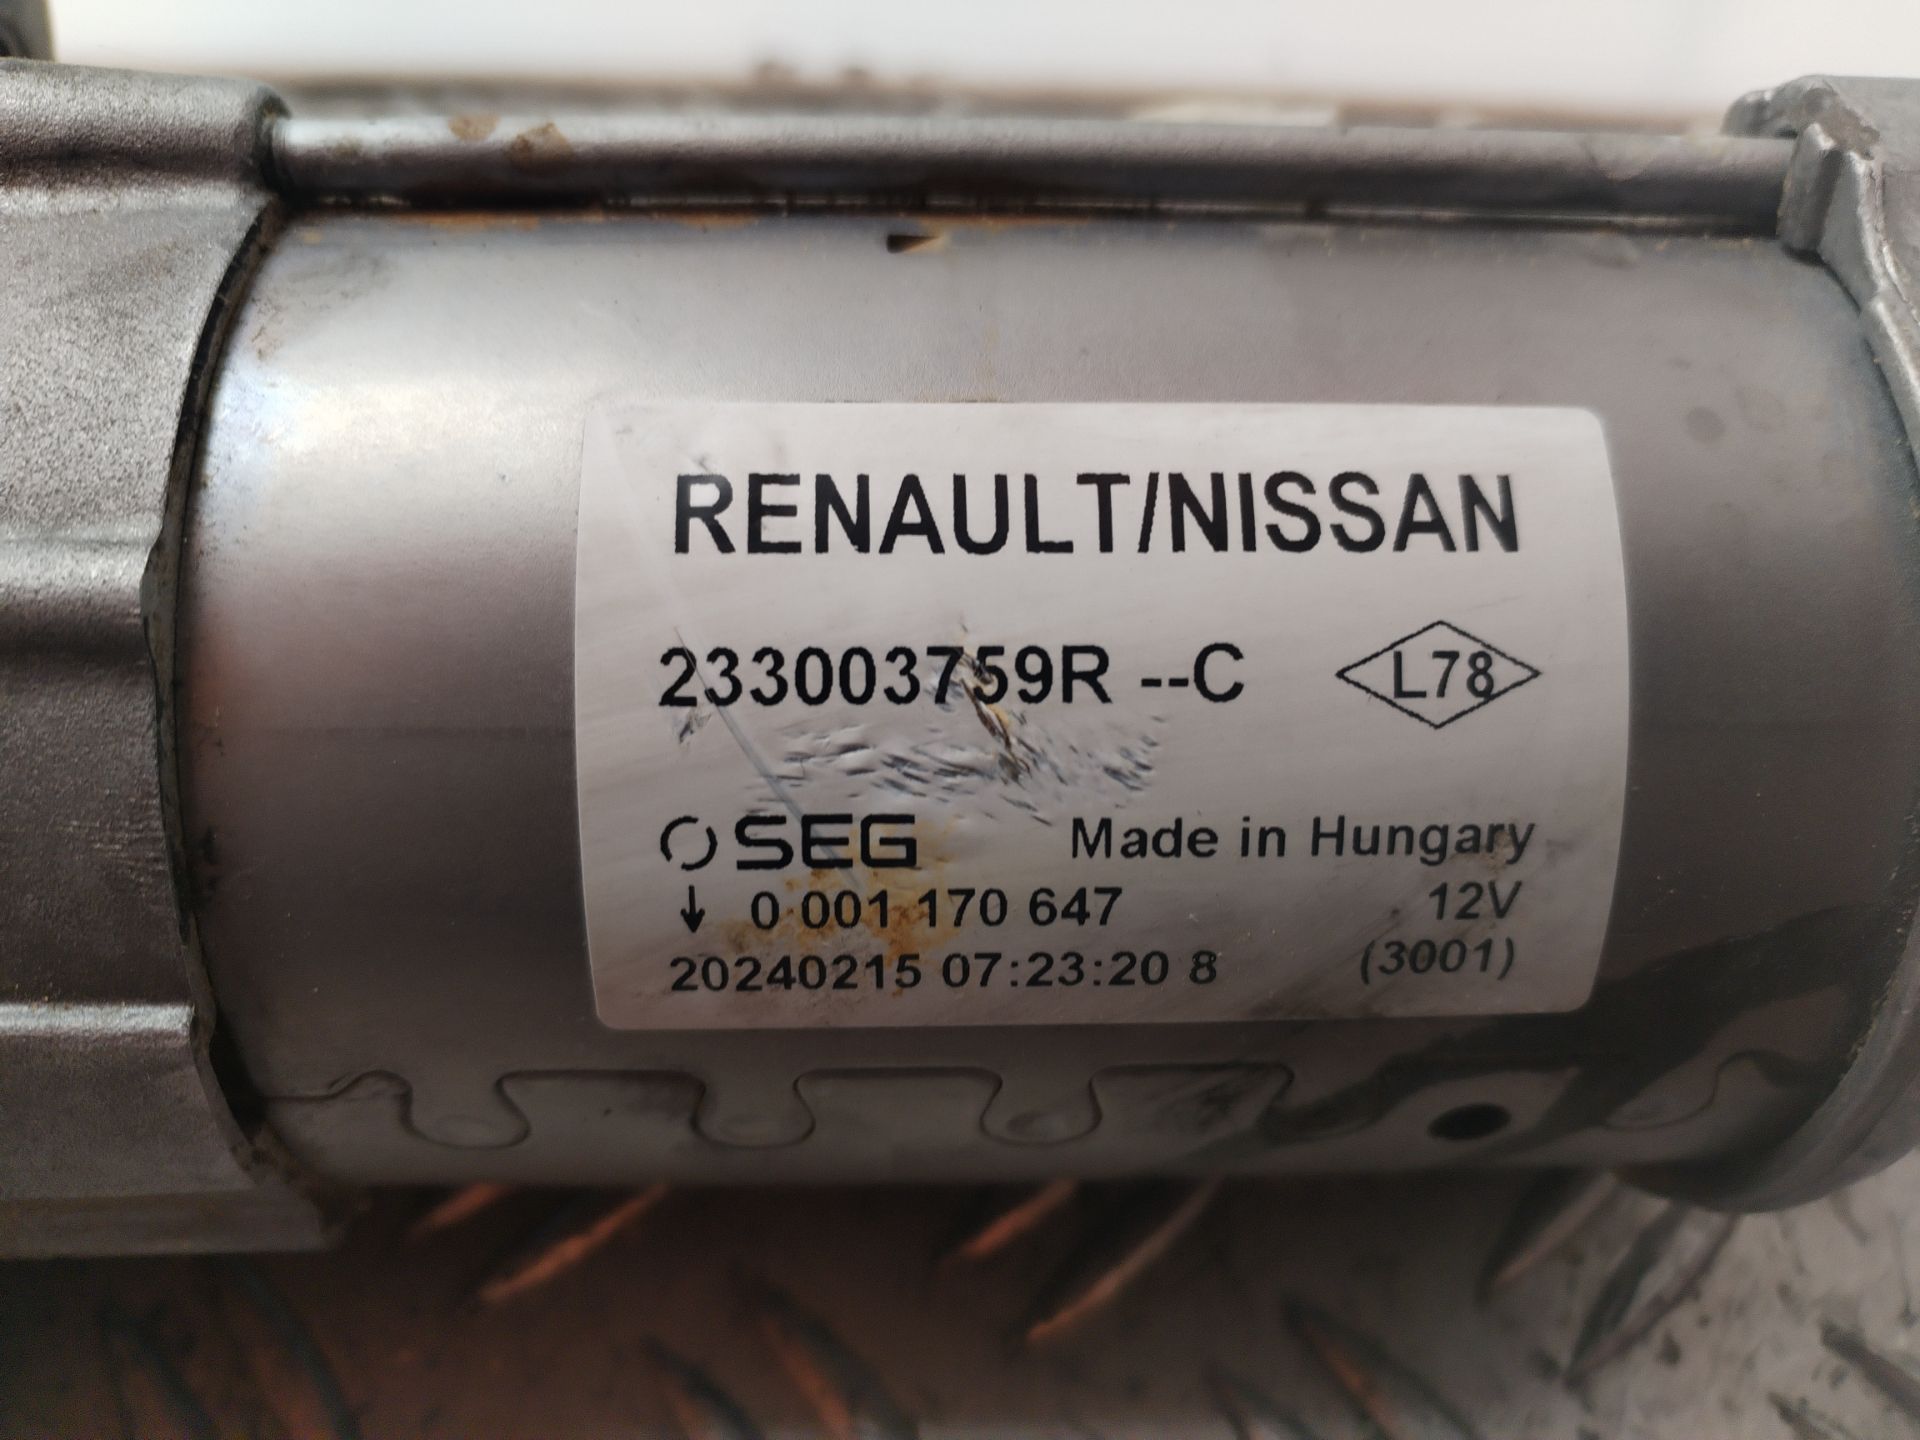 RENAULT/NISSAN
233003759R --C L78
SEG Made in Hungary
↓ 0 001 170 647 12V
20240215 07:23:20 8 (3001)